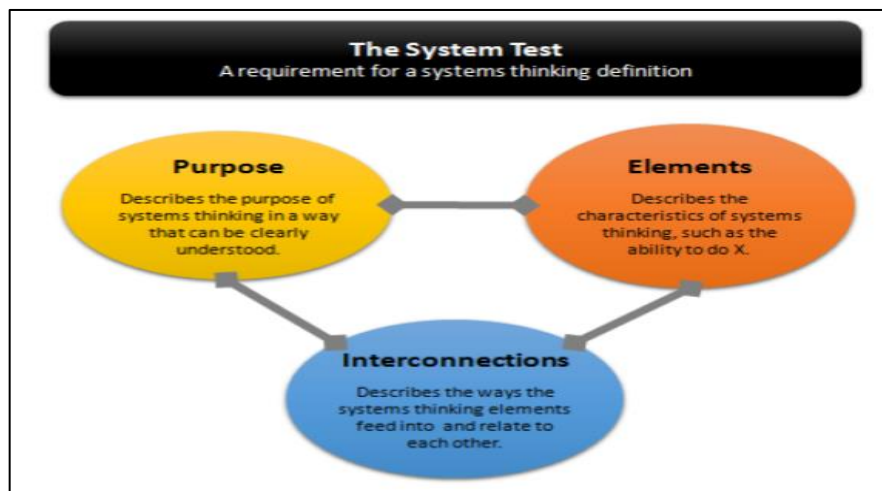 The System Test
A requirement for a systems thinking definition
Purpose
Describes the purpose of
systems thinking in a way
that can be clearly
understood.
Elements
Describes the
characteristics of systems
thinking, such as the
ability to do X.
Interconnections
Describes the ways the
systems thinking elements
feed into and relate to
each other.